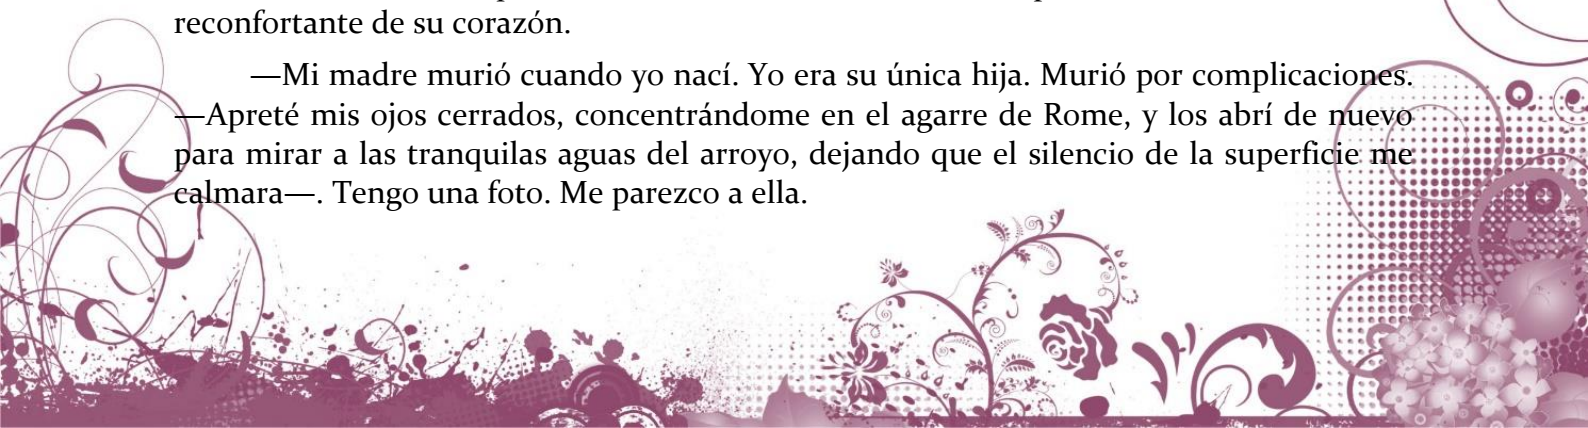 reconfortante de su corazón.
—Mi madre murió cuando yo nací. Yo era su única hija. Murió por complicaciones.
—Apreté mis ojos cerrados, concentrándome en el agarre de Rome, y los abrí de nuevo
para mirar a las tranquilas aguas del arroyo, dejando que el silencio de la superficie me
calmara—. Tengo una foto. Me parezco a ella.